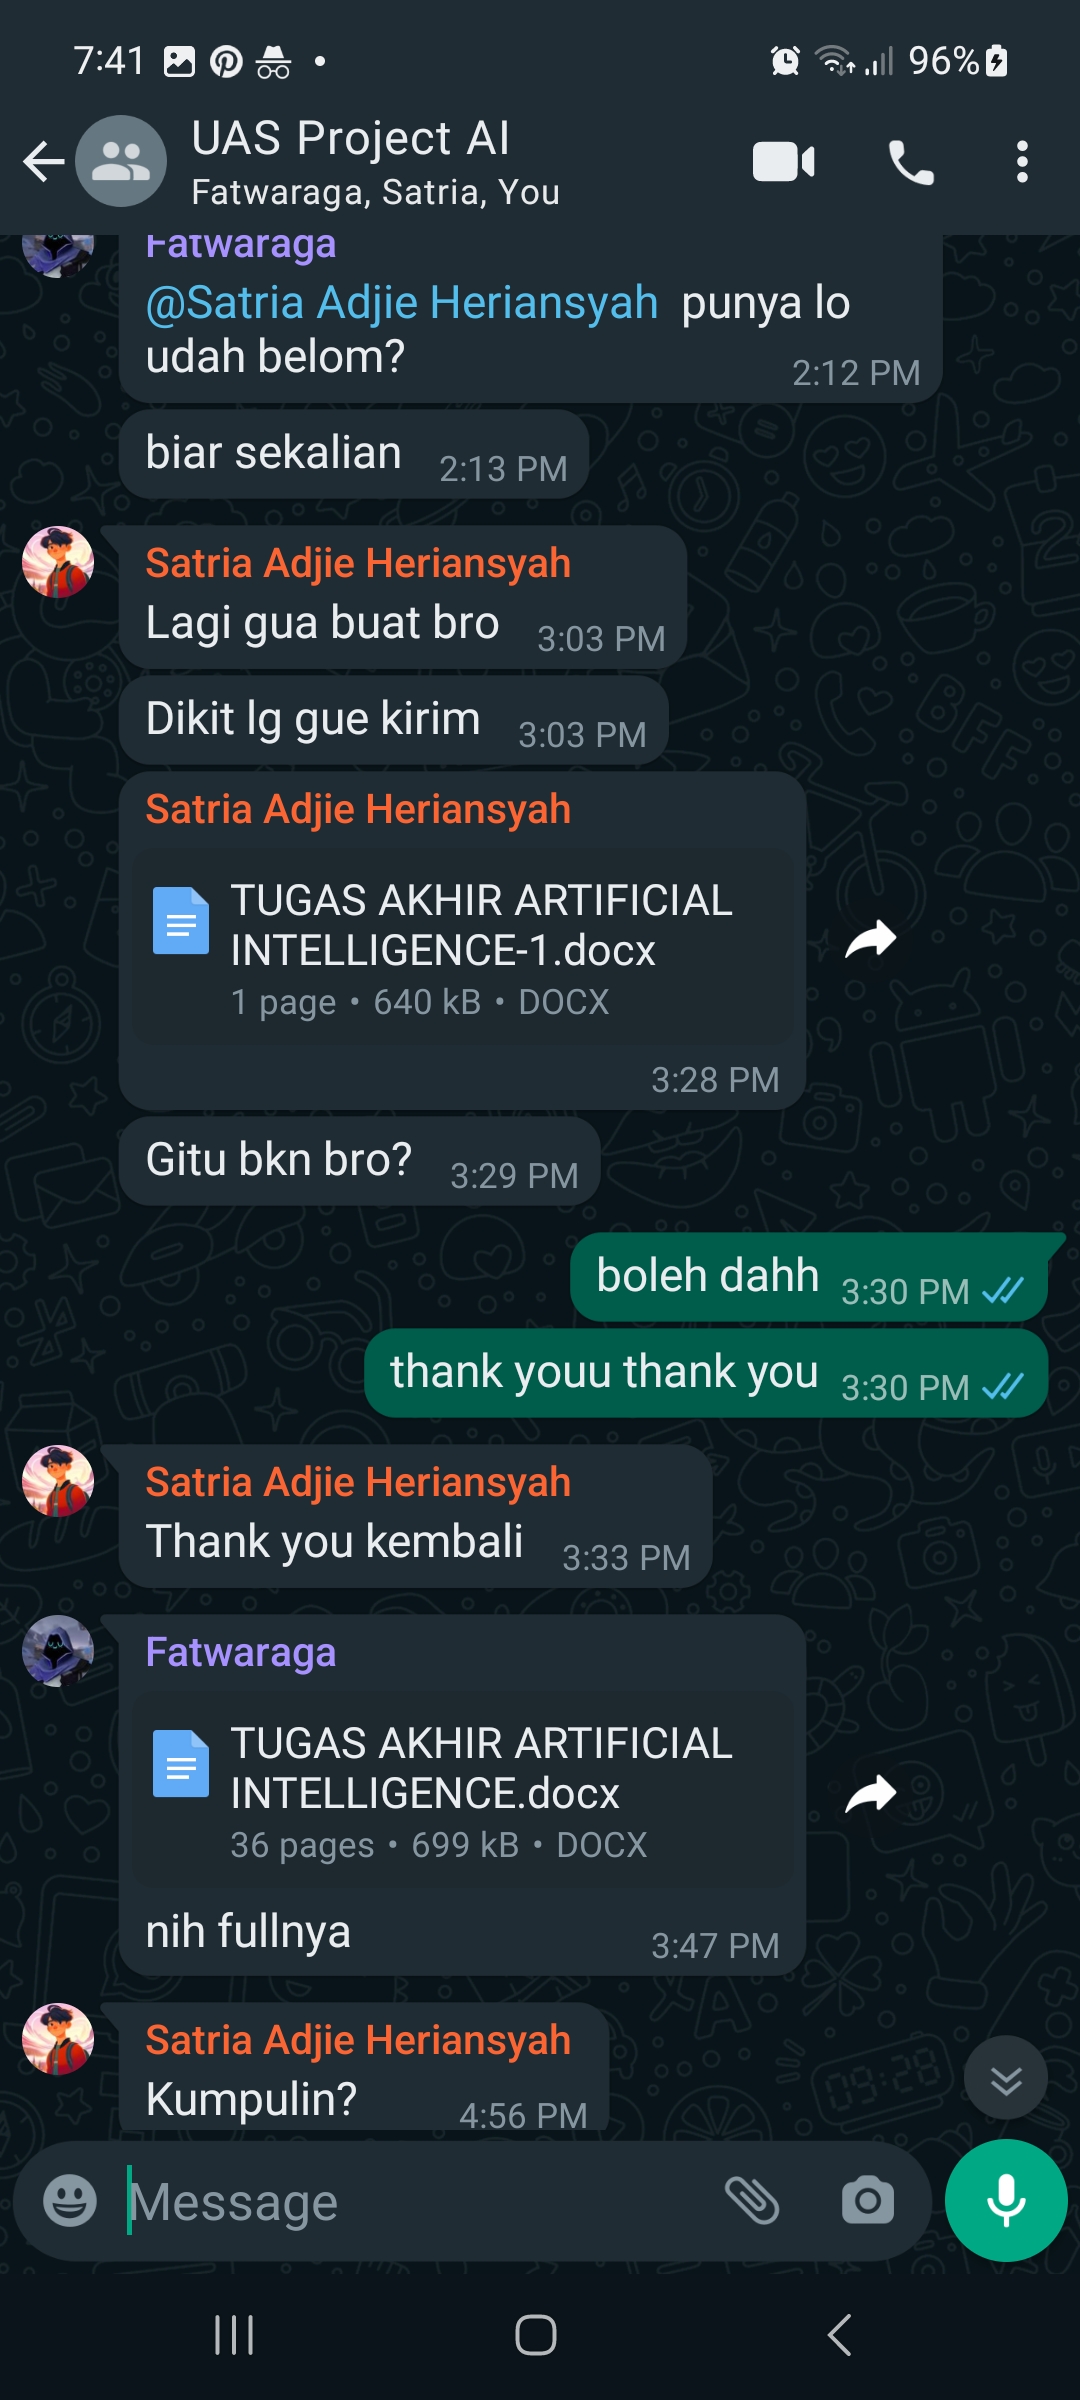 7:41
96%
UAS Project AI
Fatwaraga, Satria, You
Fatwaraga
@Satria Adjie Heriansyah punya lo
udah belom?
2:12 PM
biar sekalian 2:13 PM
Satria Adjie Heriansyah
Lagi gua buat bro 3:03 PM
Dikit lg gue kirim 3:03 PM
Satria Adjie Heriansyah
TUGAS AKHIR ARTIFICIAL
INTELLIGENCE-1.docx
1 page • 640 kB • DOCX
3:28 PM
Gitu bkn bro? 3:29 PM
boleh dahh 3:30 PM
thank youu thank you 3:30 PM
Satria Adjie Heriansyah
Thank you kembali 3:33 PM
Fatwaraga
TUGAS AKHIR ARTIFICIAL
INTELLIGENCE.docx
36 pages • 699 kB • DOCX
nih fullnya 3:47 PM
Satria Adjie Heriansyah
Kumpulin? 4:56 PM
Message